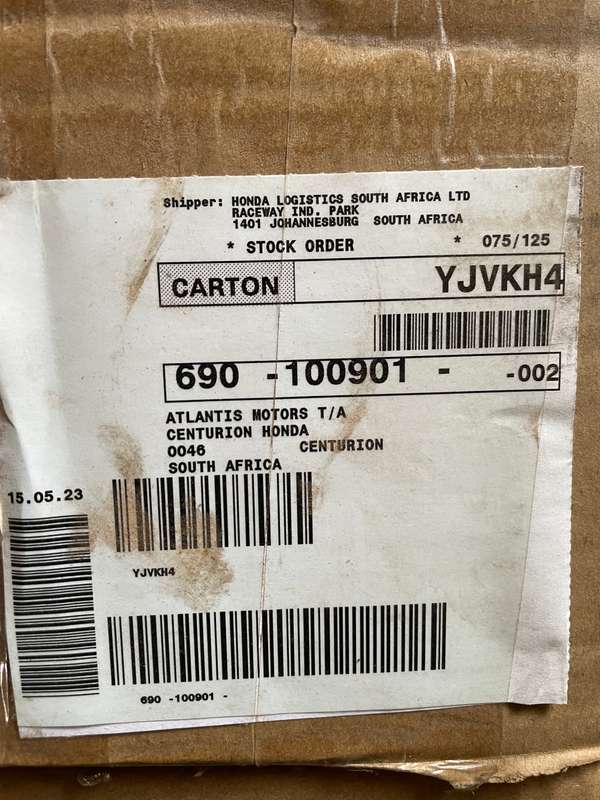 Shipper: HONDA LOGISTICS SOUTH AFRICA LTD
RACEWAY IND. PARK
1401 JOHANNESBURG SOUTH AFRICA
* STOCK ORDER * 075/125
CARTON YJVKH4
690 -100901 - -002
ATLANTIS MOTORS T/A
CENTURION HONDA
0046 CENTURION
SOUTH AFRICA
15.05.23
YJVKH4
690 -100901 -